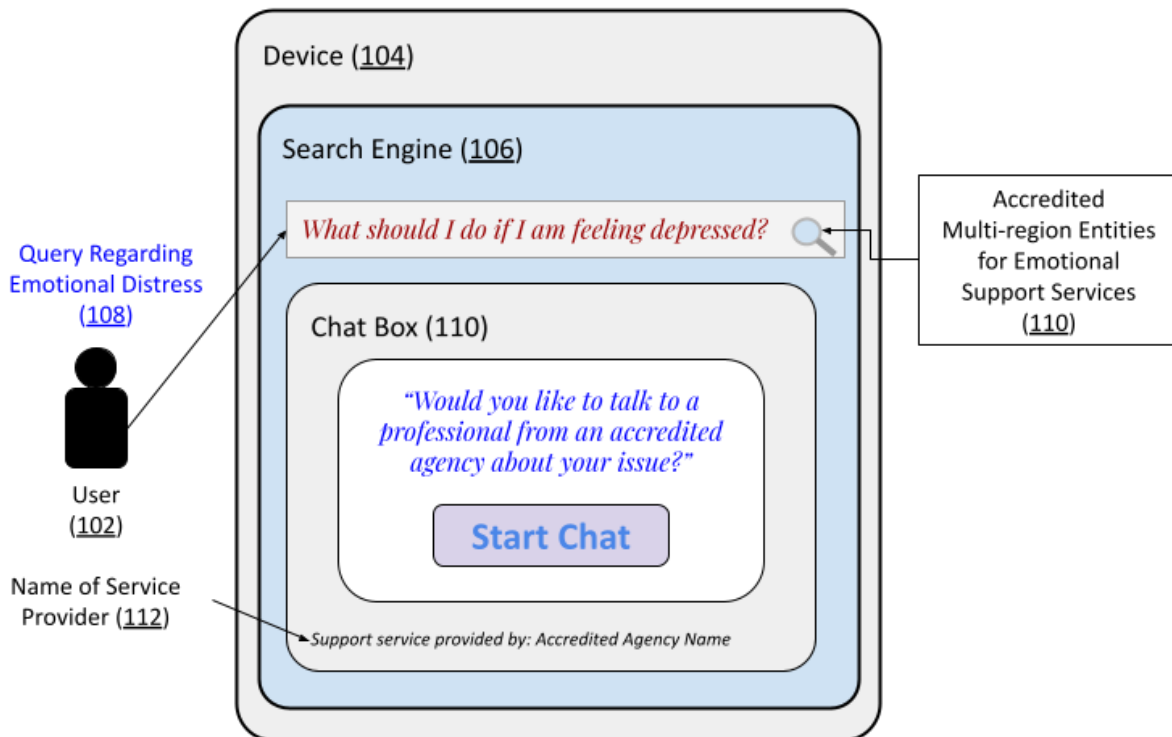 Device (104)
Search Engine (106)
What should I do if I am feeling depressed?
Accredited
Multi-region Entities
for Emotional
Support Services
(110)
Query Regarding
Emotional Distress
(108)
Chat Box (110)
“Would you like to talk to a
professional from an accredited
agency about your issue?”
Start Chat
User
(102)
Name of Service
Provider (112)
Support service provided by: Accredited Agency Name